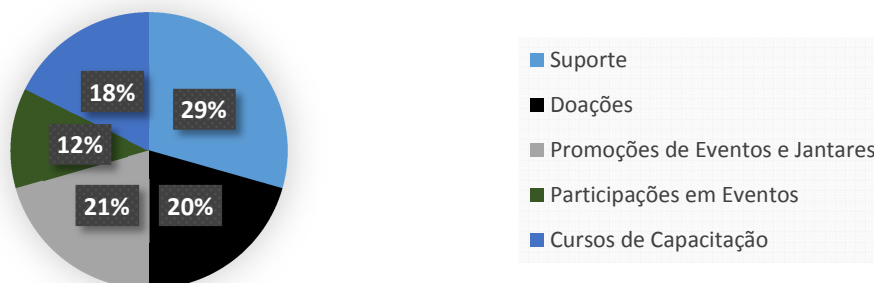 18%
29%
12%
21%
20%
Suporte
Doações
Promoções de Eventos e Jantares
Participações em Eventos
Cursos de Capacitação